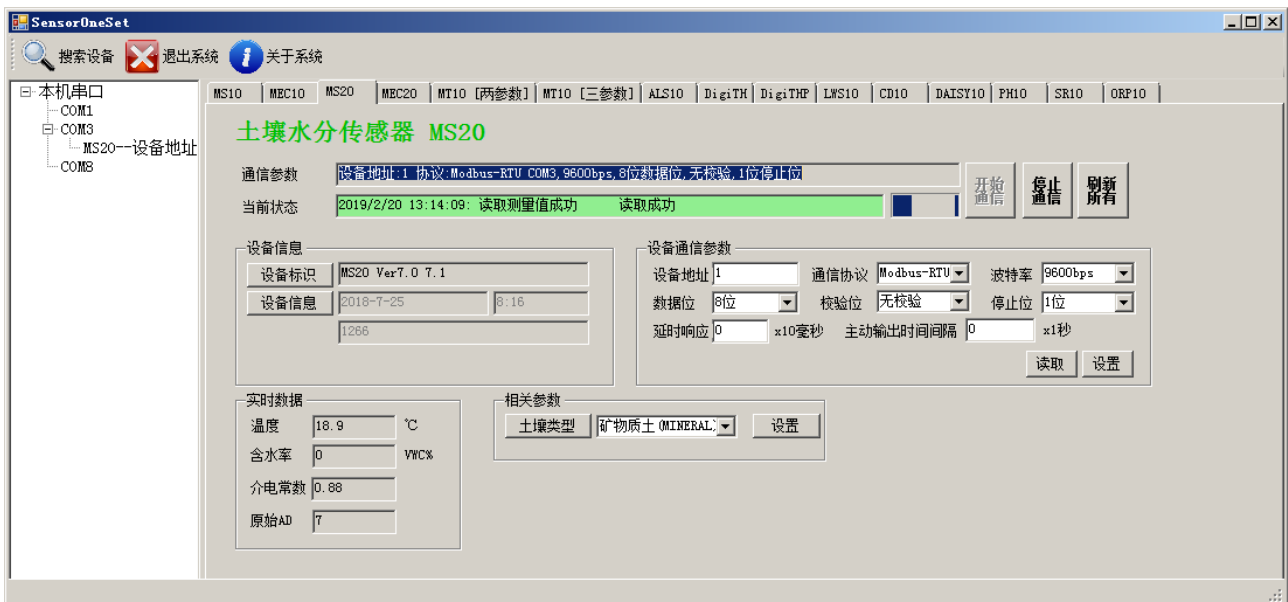 SensorOneSet
搜索设备 退出系统 关于系统
本机串口
COM1
COM3
MS20--设备地址
COM8
MS10 MEC10 MS20 MEC20 MT10 [两参数] MT10 [三参数] ALS10 DigiTH DigiTHP LWS10 CD10 DAISY10 PH10 SR10 ORP10
土壤水分传感器 MS20
通信参数 设备地址:1 协议:Modbus-RTU COM3,9600bps,8位数据位,无校验,1位停止位
当前状态 2019/2/20 13:14:09: 读取测量值成功 读取成功
开始通信
停止通信
刷新所有
设备信息
设备标识 MS20 Ver7.0 7.1
设备信息 2018-7-25 8:16
1266
设备通信参数
设备地址 1 通信协议 Modbus-RTU 波特率 9600bps
数据位 8位 校验位 无校验 停止位 1位
延时响应 0 x10毫秒 主动输出时间间隔 0 x1秒
读取 设置
实时数据
温度 18.9 ℃
含水率 0 VWC%
介电常数 0.88
原始AD 7
相关参数
土壤类型 矿物质土(MINERAL) 设置